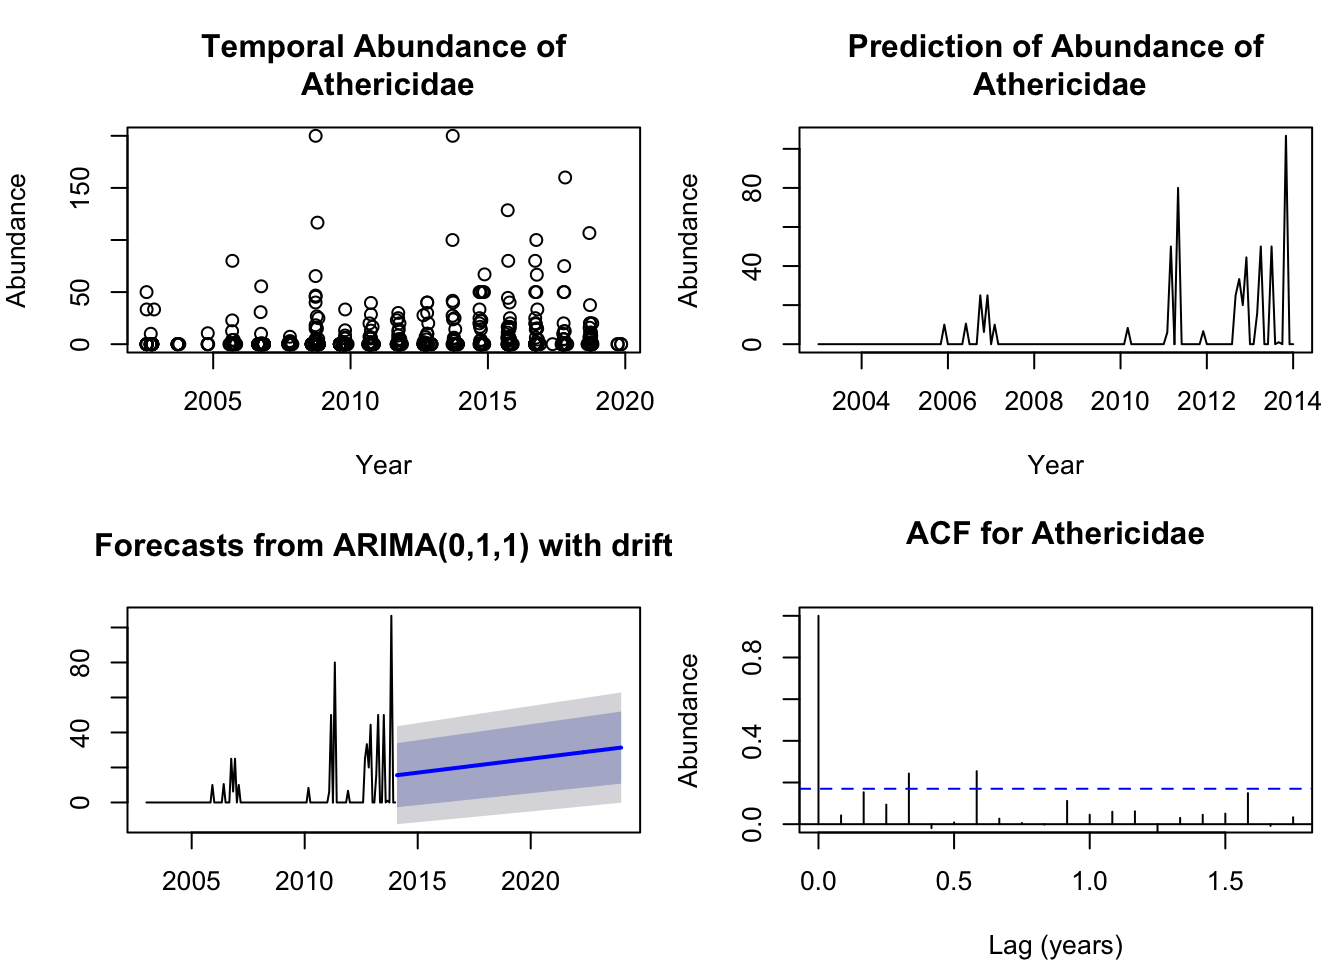 Temporal Abundance of
Athericidae
Abundance
0
50
150
2005
2010
2015
2020
Year
Prediction of Abundance of
Athericidae
Abundance
0
40
80
2004
2006
2008
2010
2012
2014
Year
Forecasts from ARIMA(0,1,1) with drift
0
40
80
2005
2010
2015
2020
ACF for Athericidae
Abundance
0.0
0.4
0.8
0.0
0.5
1.0
1.5
Lag (years)